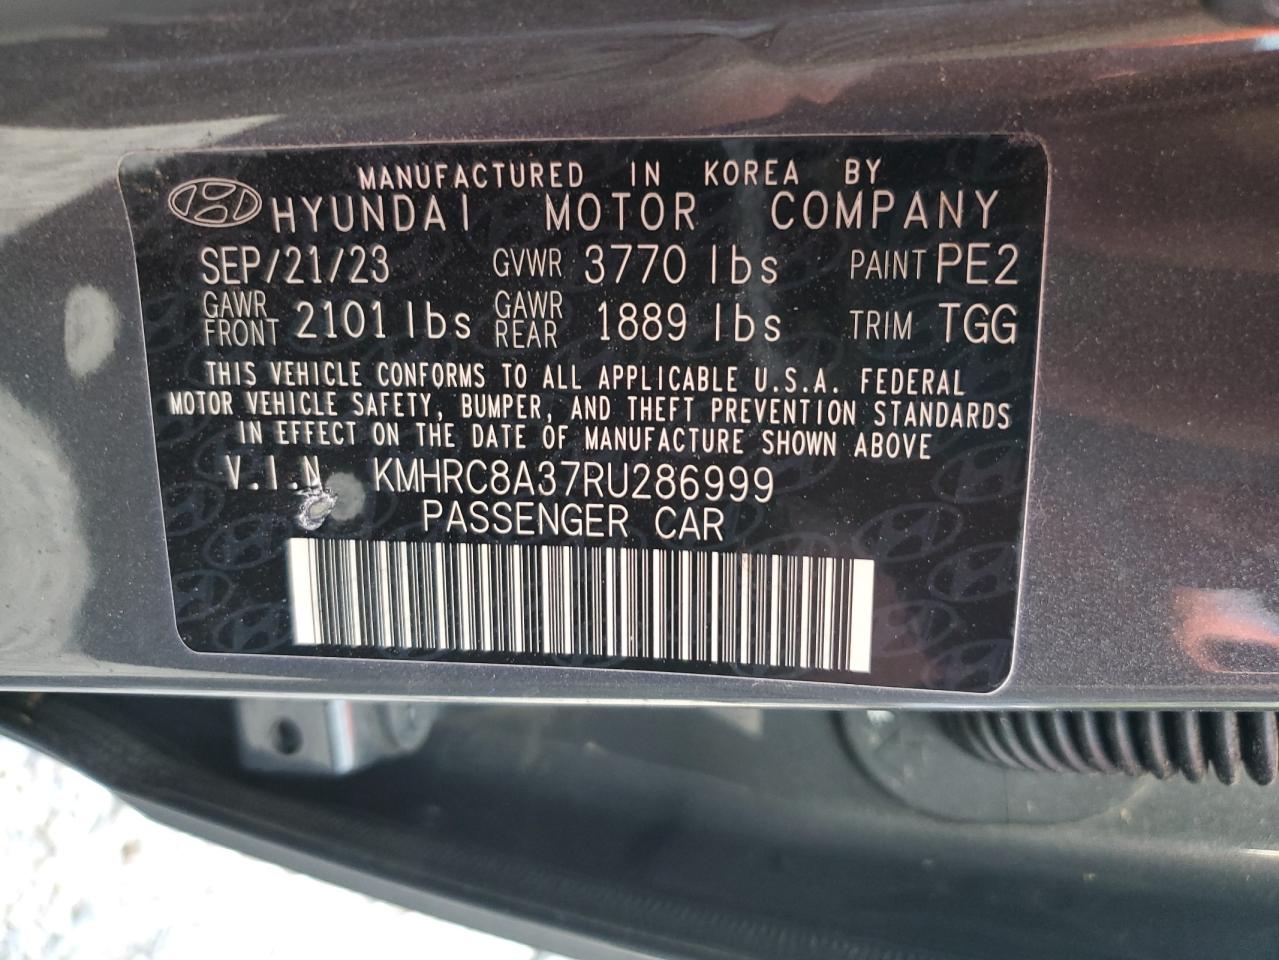 MANUFACTURED IN KOREA BY
HYUNDAI MOTOR COMPANY
SEP/21/23 GVWR 3770 lbs PAINT PE2
GAWR FRONT 2101 lbs GAWR REAR 1889 lbs TRIM TGG
THIS VEHICLE CONFORMS TO ALL APPLICABLE U.S.A. FEDERAL
MOTOR VEHICLE SAFETY, BUMPER, AND THEFT PREVENTION STANDARDS
IN EFFECT ON THE DATE OF MANUFACTURE SHOWN ABOVE
V.I.N KMHRC8A37RU286999
PASSENGER CAR